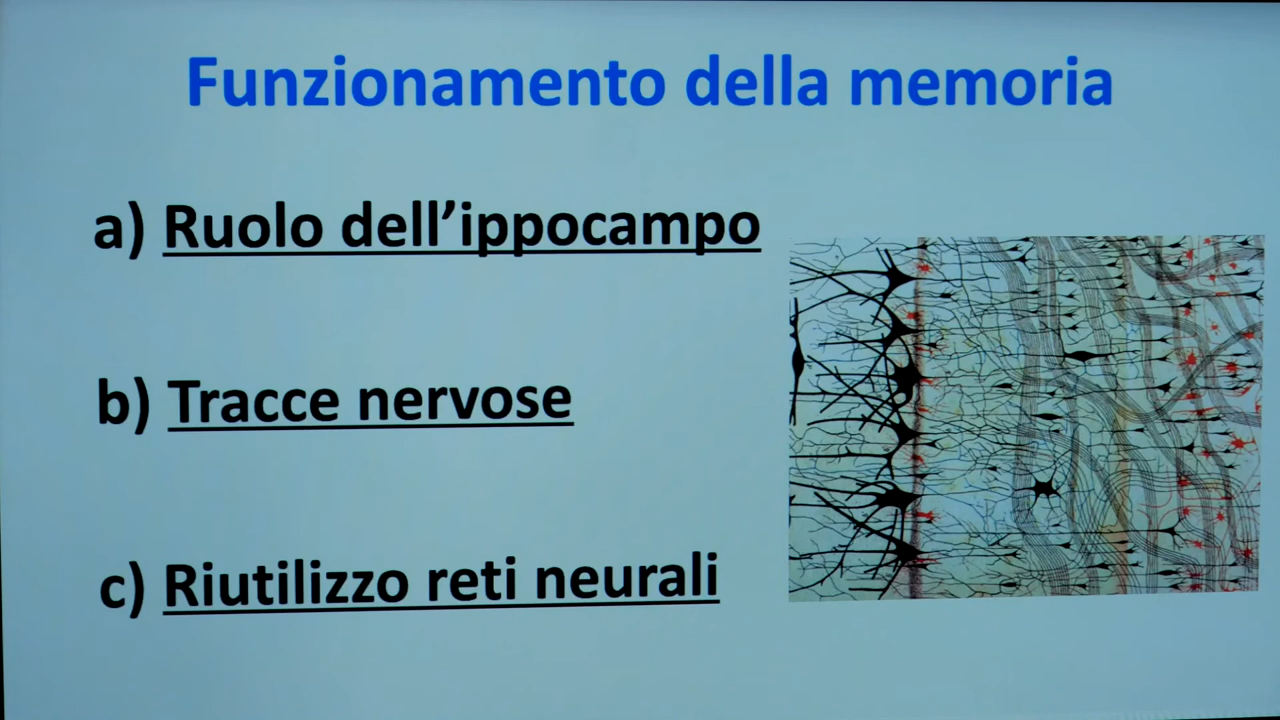 Funzionamento della memoria
a) Ruolo dell’ippocampo
b) Tracce nervose
c) Riutilizzo reti neurali